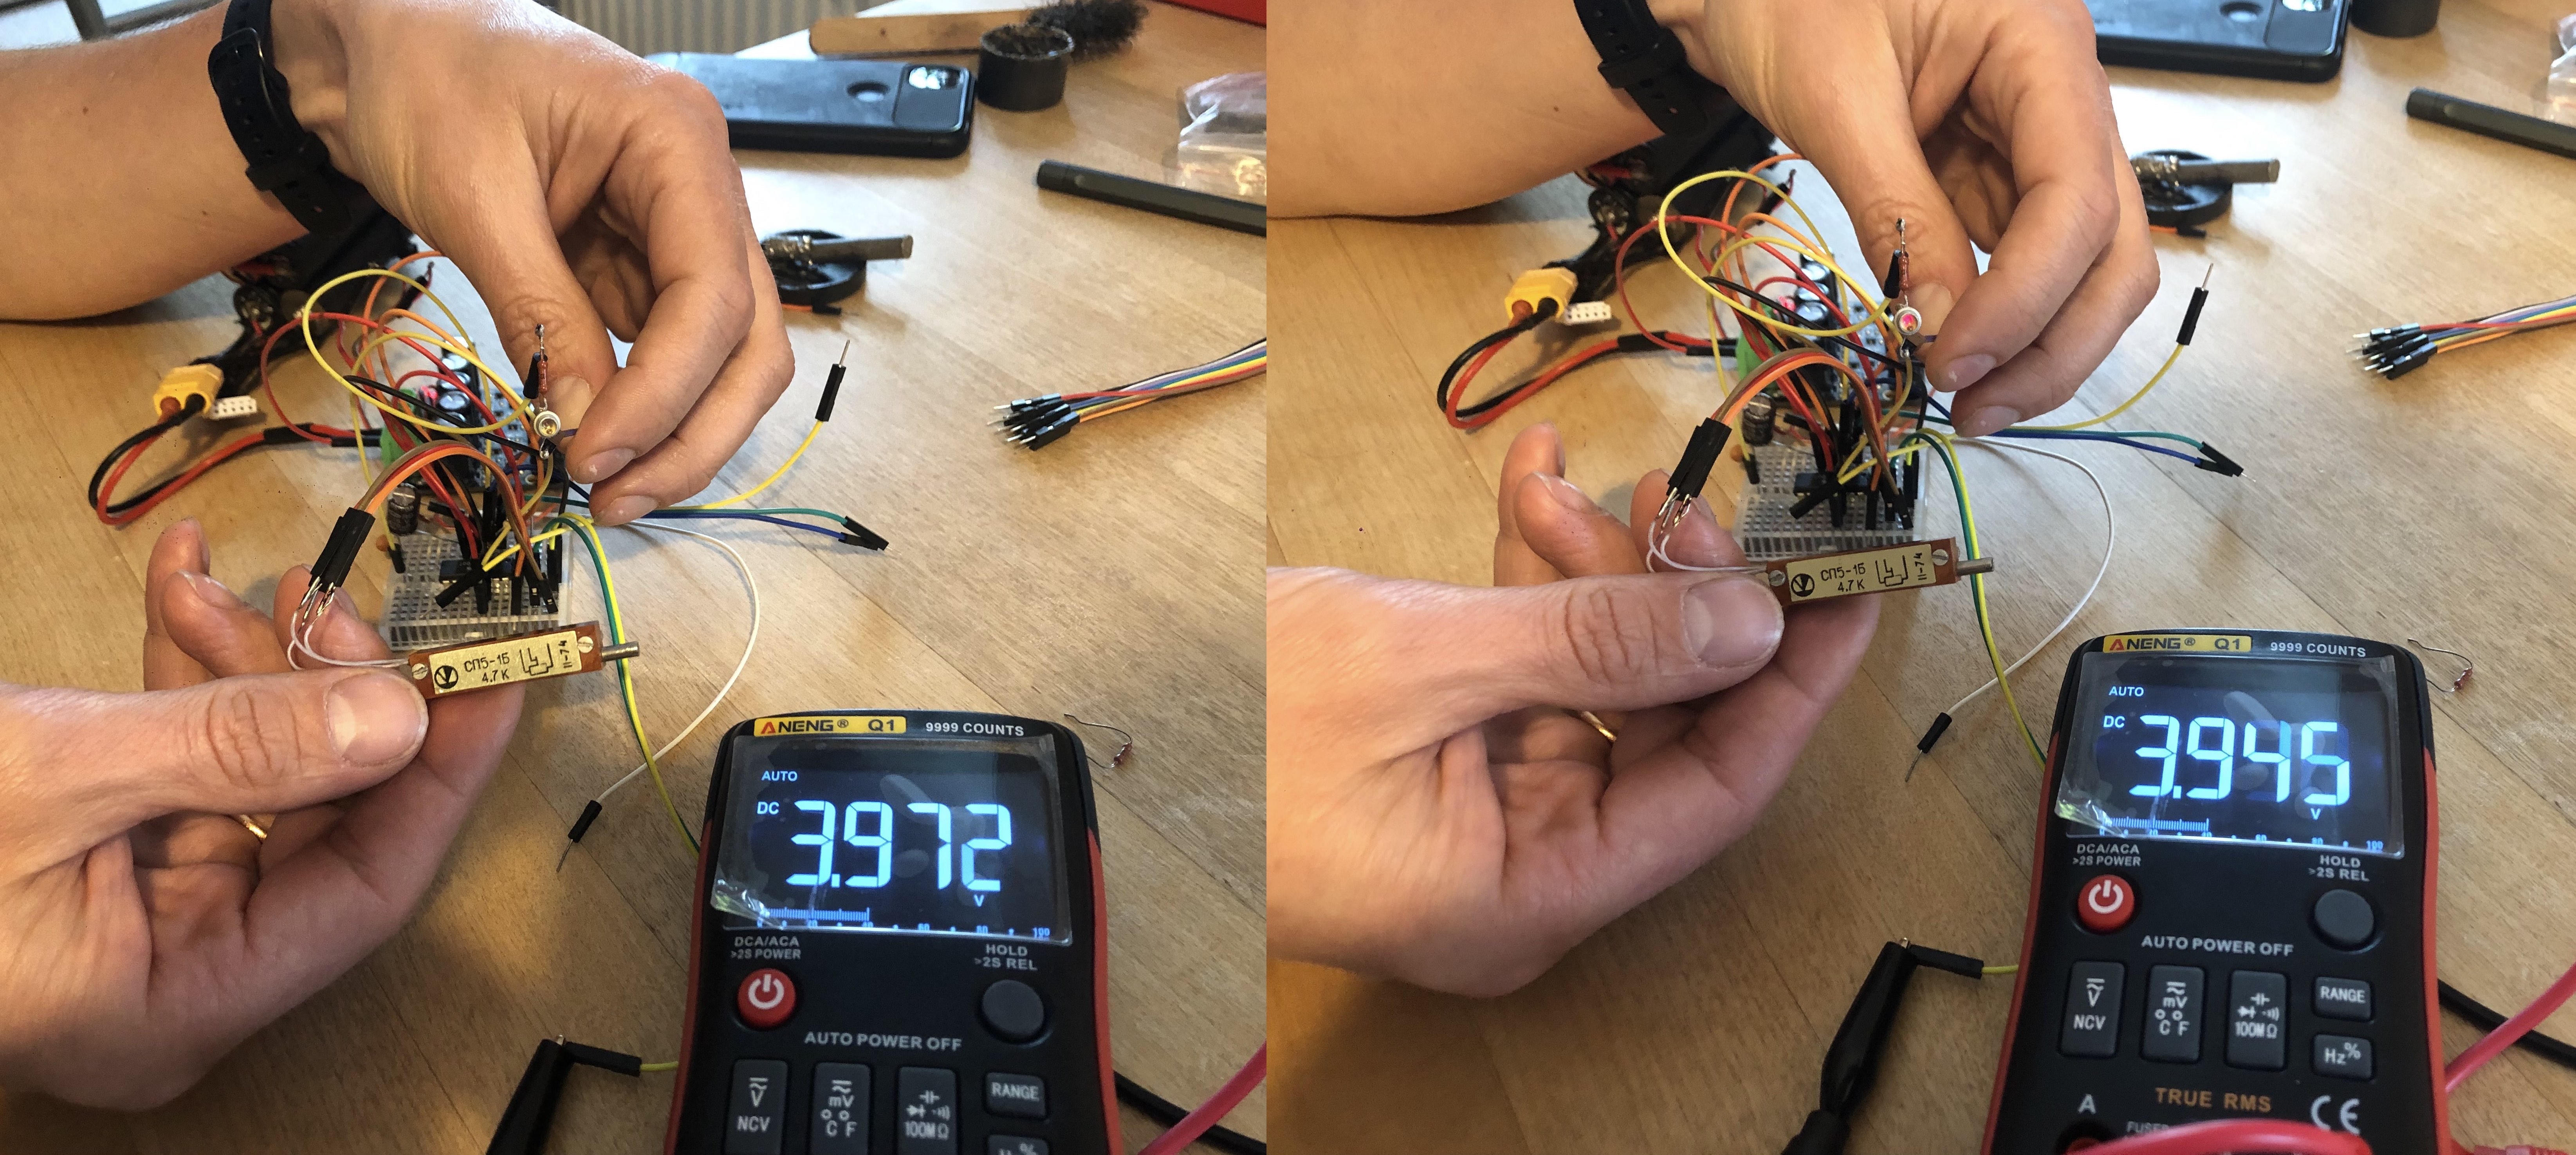 СП5-1Б
4.7 К
II-74
ANENG® Q1 9999 COUNTS
AUTO
DC 3.972
V
DCA/ACA
>2S POWER
HOLD
>2S REL
AUTO POWER OFF
V
NCV
mV
°C °F
100MΩ
RANGE
СП5-1Б
4.7 К
II-74
ANENG® Q1 9999 COUNTS
AUTO
DC 3.945
V
DCA/ACA
>2S POWER
HOLD
>2S REL
AUTO POWER OFF
V
NCV
mV
°C °F
100MΩ
RANGE
Hz%
TRUE RMS
A
CE
FUSED